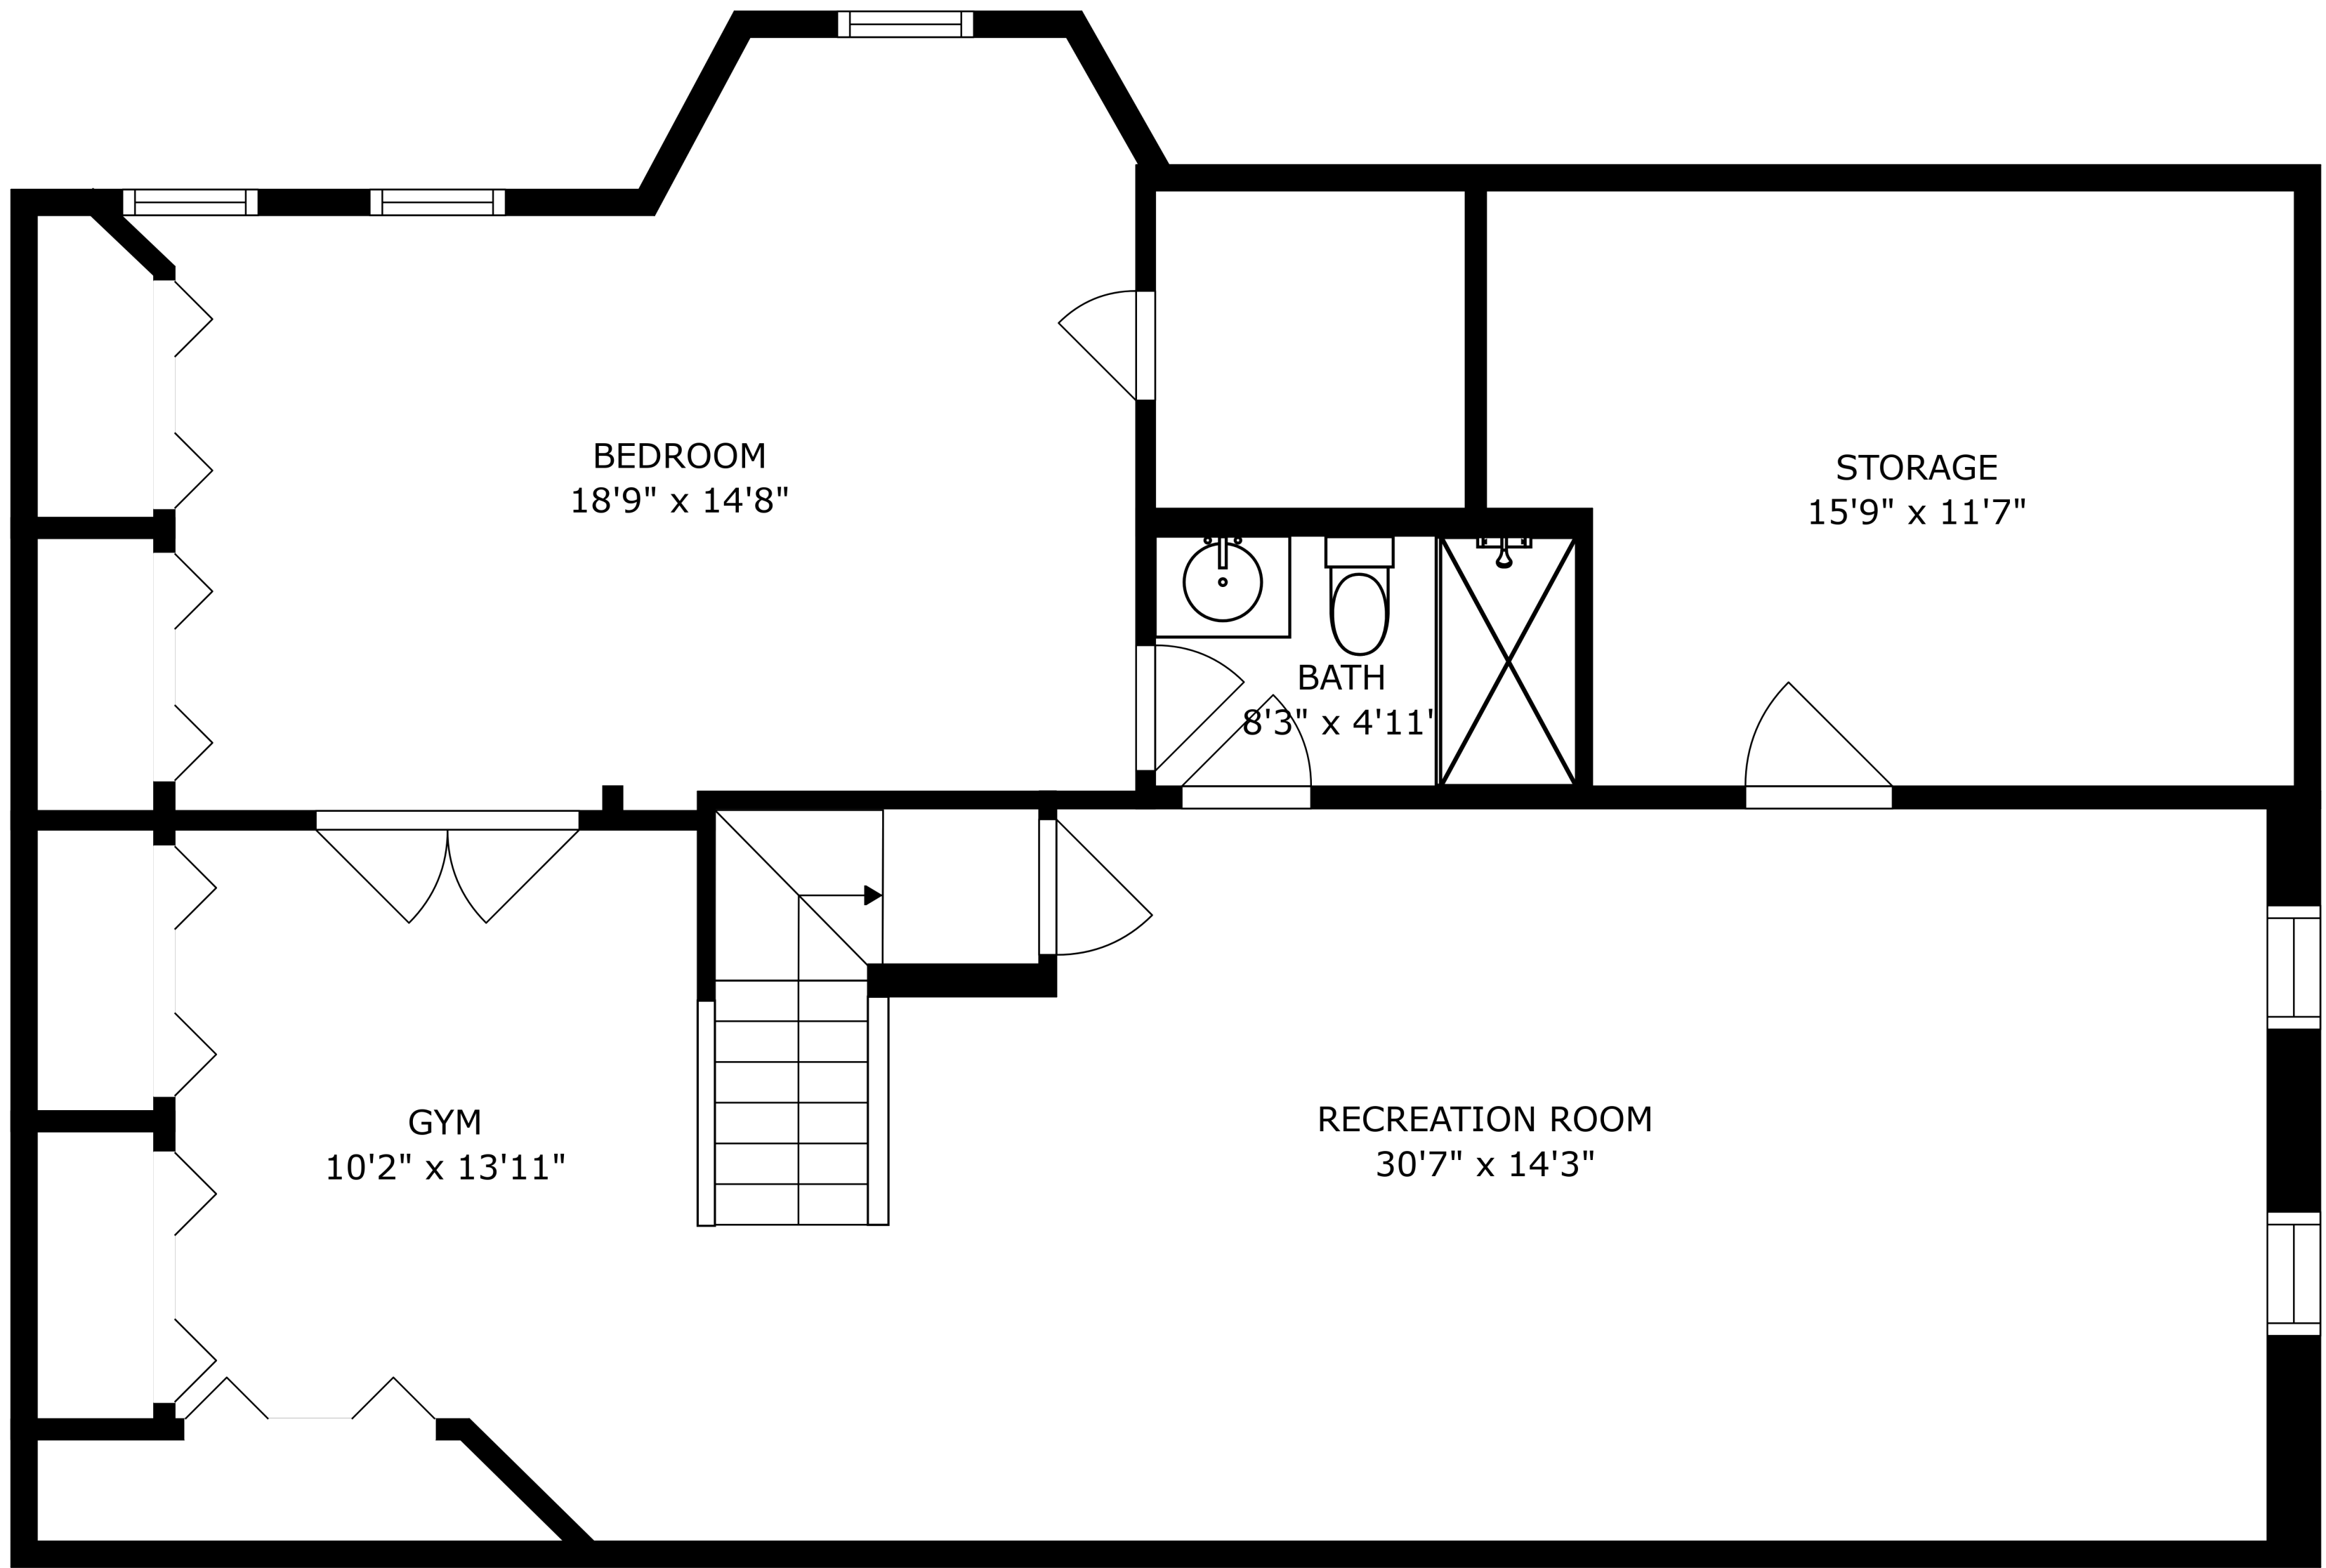 BEDROOM
18'9" x 14'8"
STORAGE
15'9" x 11'7"
BATH
8'3" x 4'11"
GYM
10'2" x 13'11"
RECREATION ROOM
30'7" x 14'3"